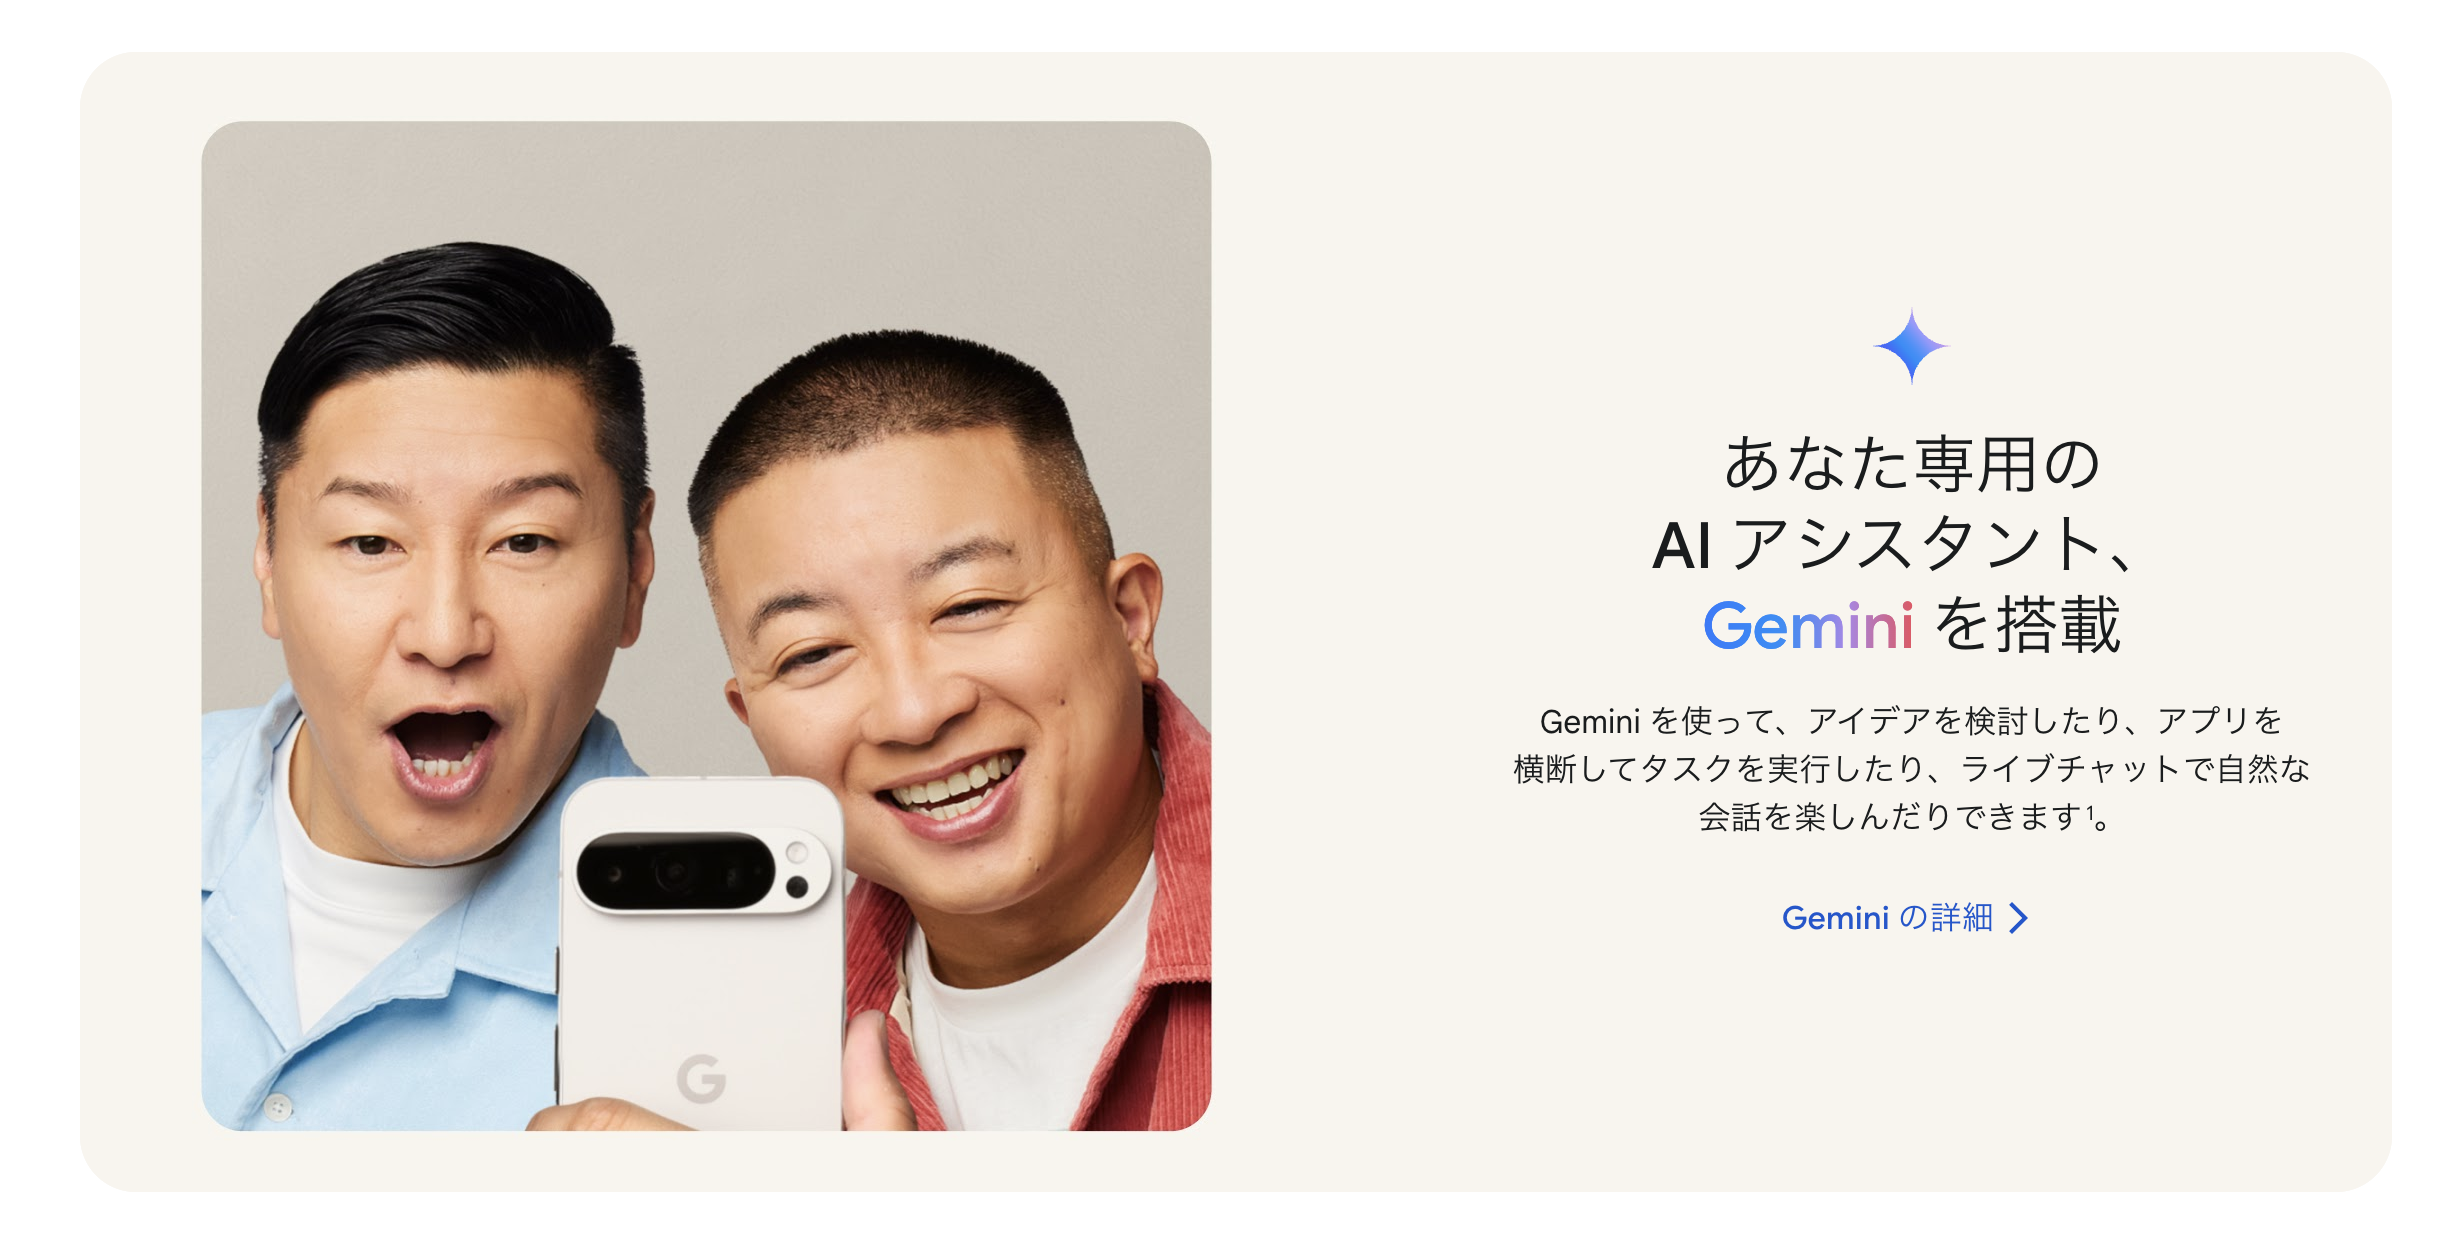 あなた専用の
AI アシスタント、
Gemini を搭載
Gemini を使って、アイデアを検討したり、アプリを
横断してタスクを実行したり、ライブチャットで自然な
会話を楽しんだりできます¹。
Gemini の詳細
G